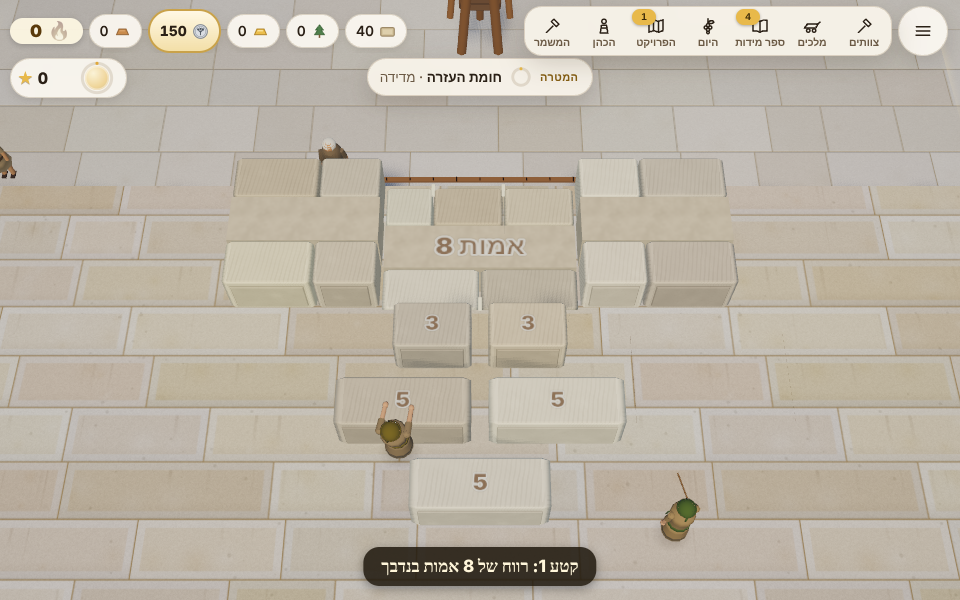 0 0 150 0 0 40
המשמר הכהן הפרויקט היום ספר מידות מלכים צוותים
1 4
0
המטרה חומת העזרה · מדידה
8 אמות
3 3
5 5
5
קטע 1: רווח של 8 אמות בנדבך